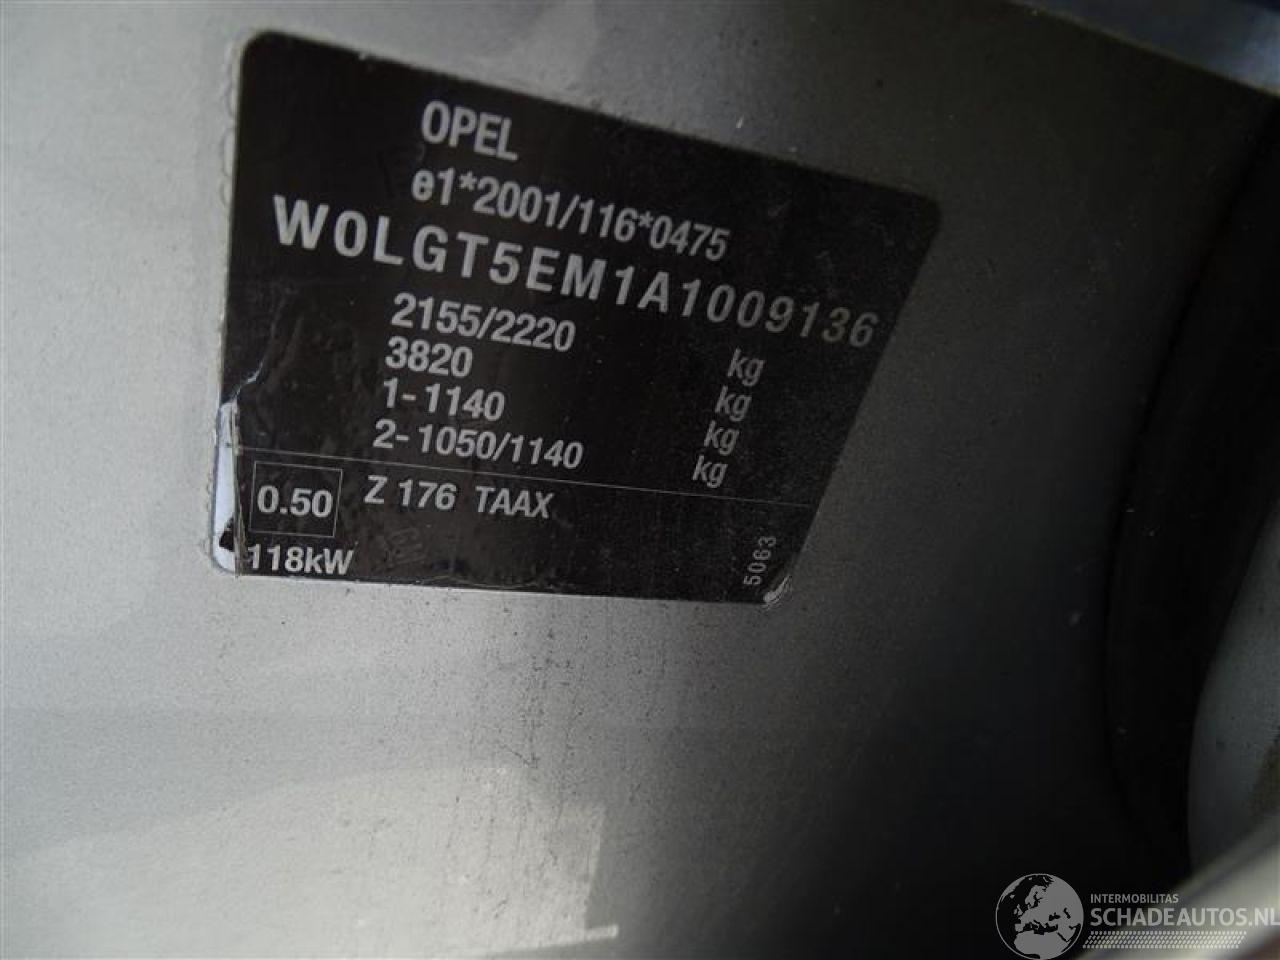 OPEL
e1*2001/116*0475
W0LGT5EM1A1009136
2155/2220 kg
3820 kg
1-1140 kg
2-1050/1140 kg
0.50 Z 176 TAAX
118kW
5063
INTERMOBILITAS
SCHADEAUTOS.NL